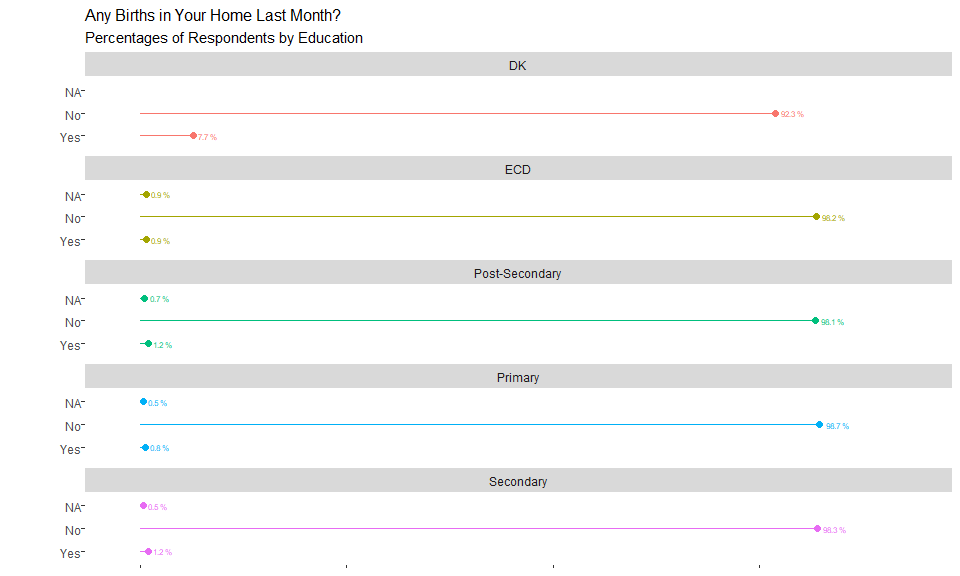 Any Births in Your Home Last Month?
Percentages of Respondents by Education
DK
NA
No 92.3 %
Yes 7.7 %
ECD
NA 0.9 %
No 98.2 %
Yes 0.9 %
Post-Secondary
NA 0.7 %
No 98.1 %
Yes 1.2 %
Primary
NA 0.5 %
No 98.7 %
Yes 0.8 %
Secondary
NA 0.5 %
No 98.3 %
Yes 1.2 %